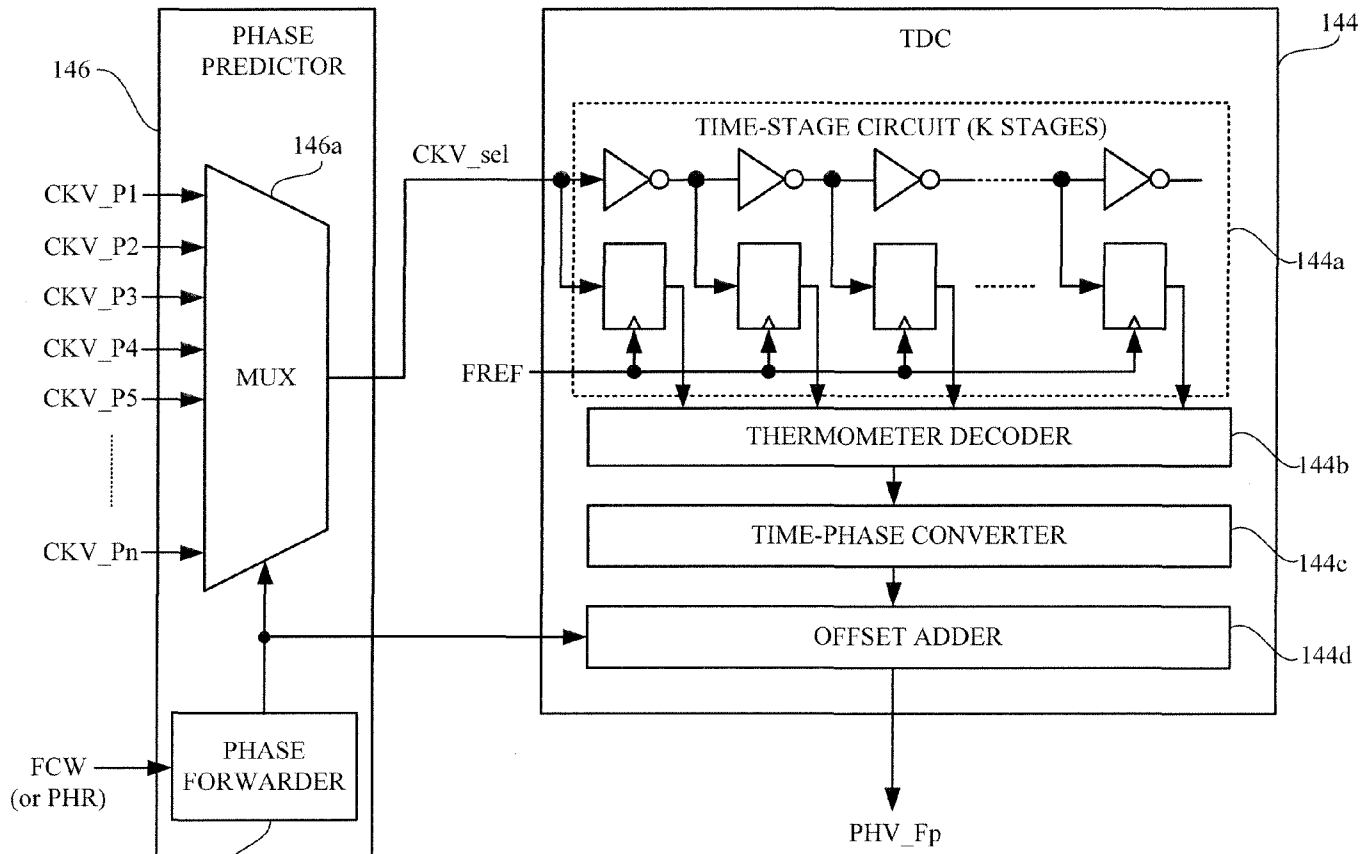 PHASE
PREDICTOR
146
146a
CKV_P1
CKV_P2
CKV_P3
CKV_P4
CKV_P5
CKV_Pn
MUX
PHASE
FORWARDER
FCW
(or PHR)
CKV_sel
TDC
144
TIME-STAGE CIRCUIT (K STAGES)
144a
FREF
THERMOMETER DECODER
144b
TIME-PHASE CONVERTER
144c
OFFSET ADDER
144d
PHV_Fp